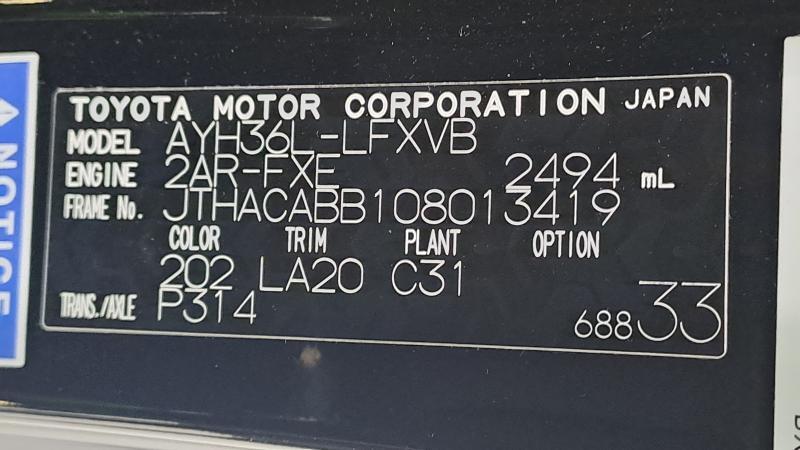 TOYOTA MOTOR CORPORATION JAPAN
MODEL AYH36L-LFXVB
ENGINE 2AR-FXE 2494 mL
FRAME No. JTHACABB108013419
COLOR TRIM PLANT OPTION
202 LA20 C31
TRANS./AXLE P314 68833
NOTICE